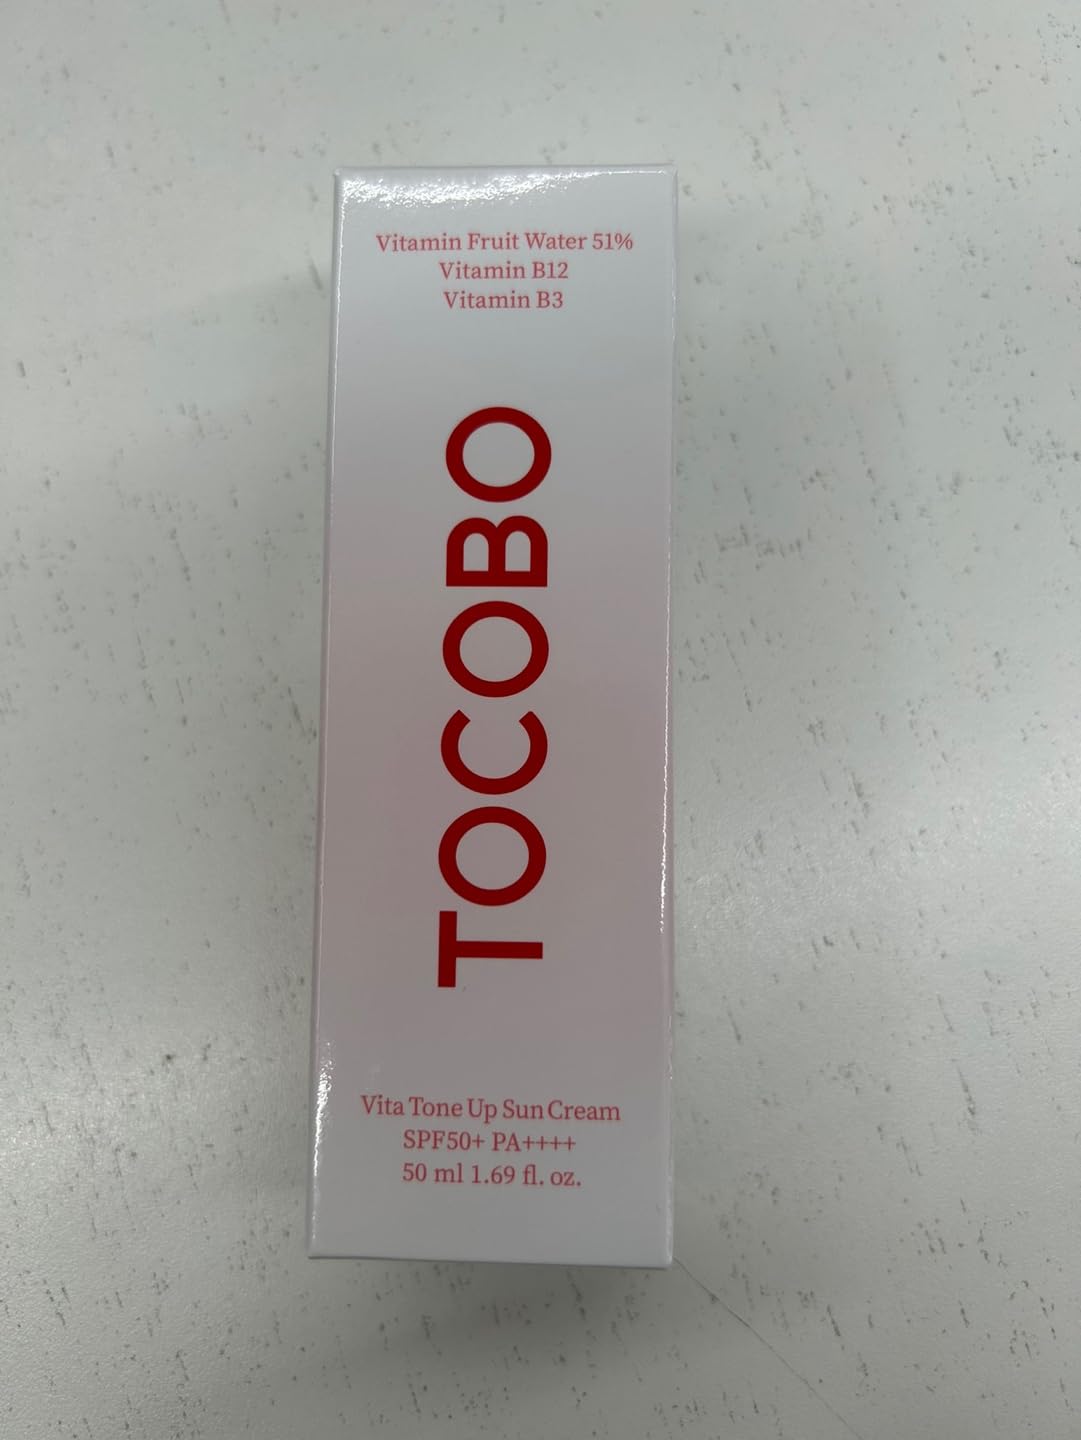 Vitamin Fruit Water 51%
Vitamin B12
Vitamin B3
TOCOBO
Vita Tone Up Sun Cream
SPF50+ PA++++
50 ml 1.69 fl. oz.